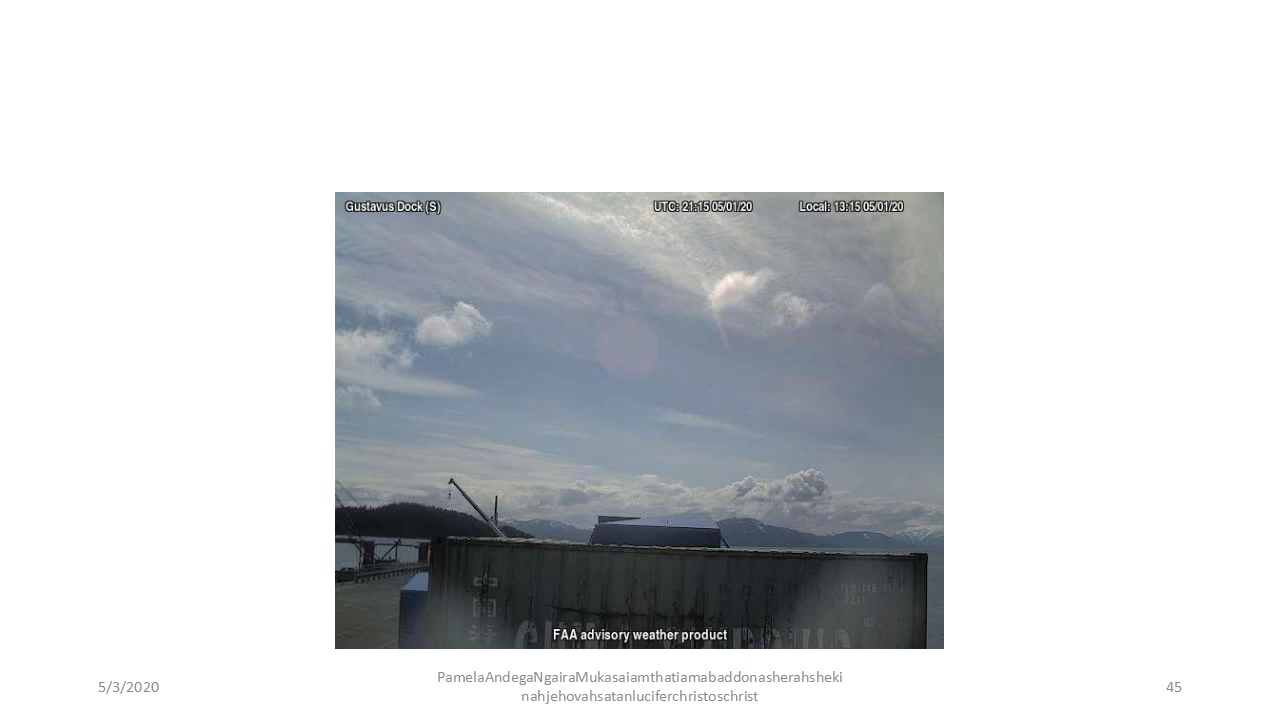 Gustavus Dock (S) UTC: 21:15 05/01/20 Local: 13:15 05/01/20
中
FAA advisory weather product
5/3/2020
PamelaAndegaNgairaMukasaiamthatiamabaddonasherahsheki
nahjehovahsatanluciferchristoschrist
45